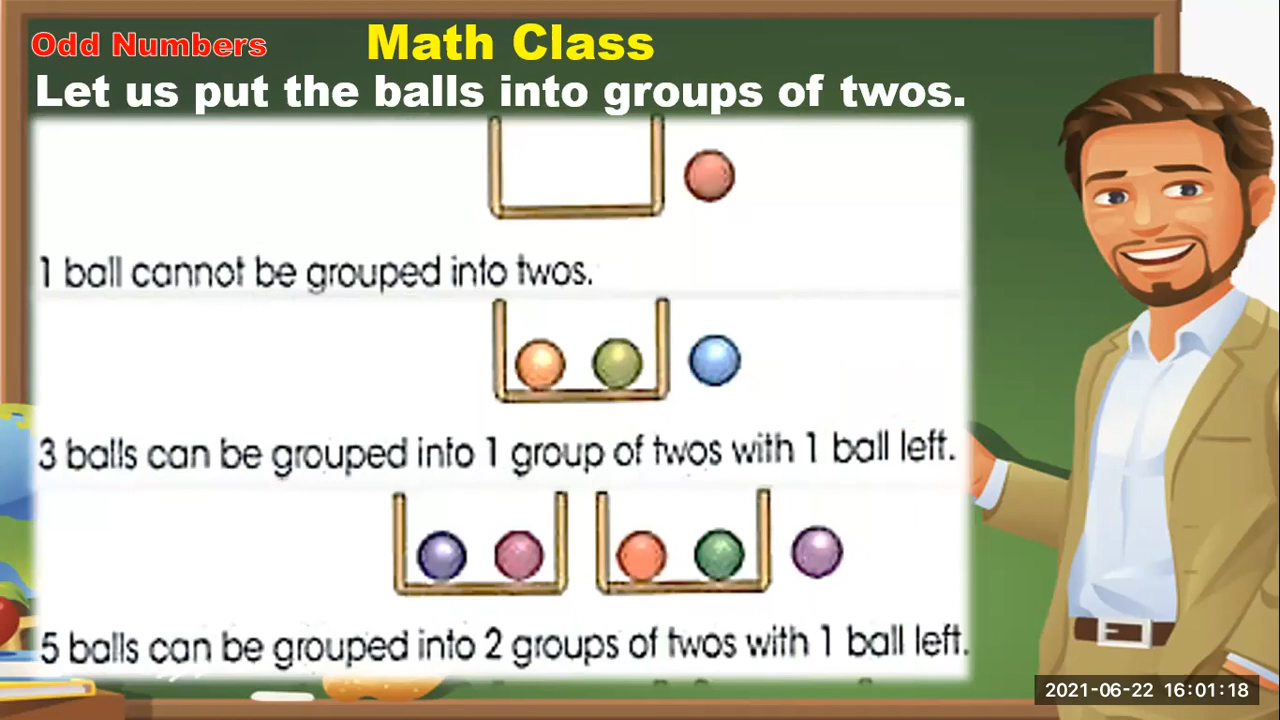 Odd Numbers
Math Class
Let us put the balls into groups of twos.
1 ball cannot be grouped into twos.
3 balls can be grouped into 1 group of twos with 1 ball left.
5 balls can be grouped into 2 groups of twos with 1 ball left.
2021-06-22 16:01:18